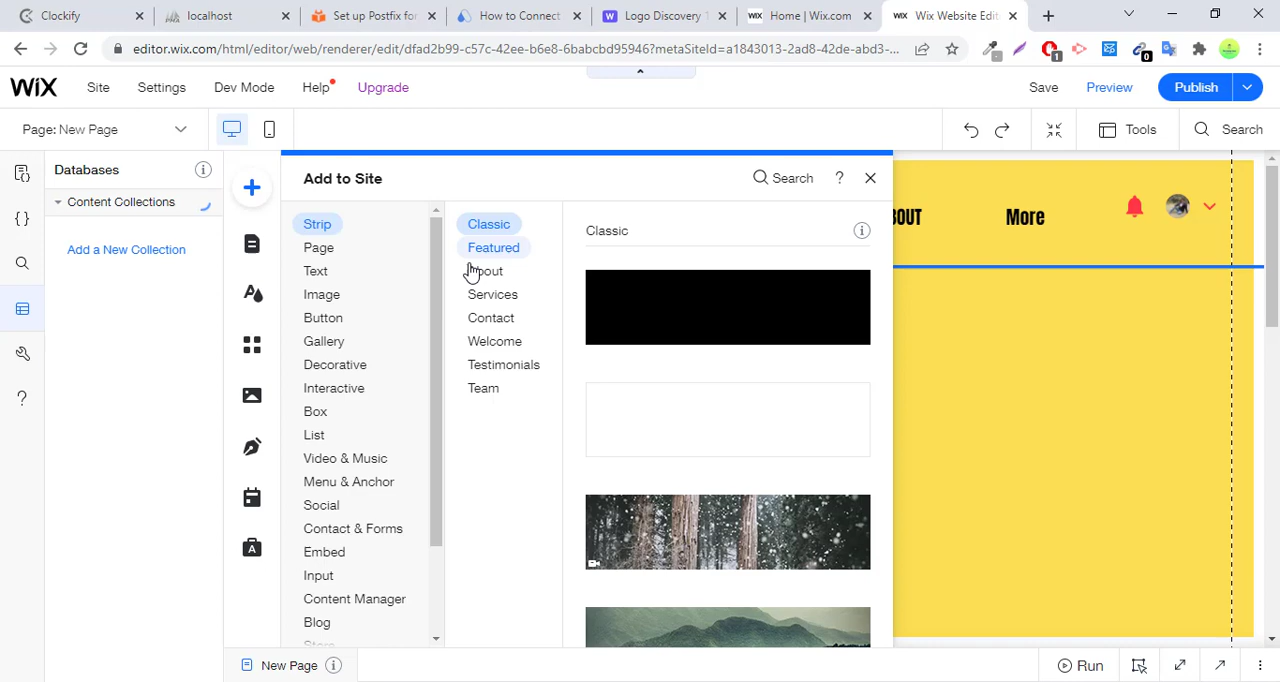 Clockify
localhost
Set up Postfix for
How to Connect
Logo Discovery T
Home | Wix.com
Wix Website Edit
editor.wix.com/html/editor/web/renderer/edit/dfad2b99-c57c-42ee-b6e8-6babcbd95946?metaSiteId=a1843013-2ad8-42de-abd3-...
WiX
Site
Settings
Dev Mode
Help
Upgrade
Save
Preview
Publish
Page: New Page
Tools
Search
Databases
Content Collections
Add a New Collection
Add to Site
Search
Strip
Page
Text
Image
Button
Gallery
Decorative
Interactive
Box
List
Video & Music
Menu & Anchor
Social
Contact & Forms
Embed
Input
Content Manager
Blog
Store
Classic
Featured
About
Services
Contact
Welcome
Testimonials
Team
Classic
BOUT
More
New Page
Run